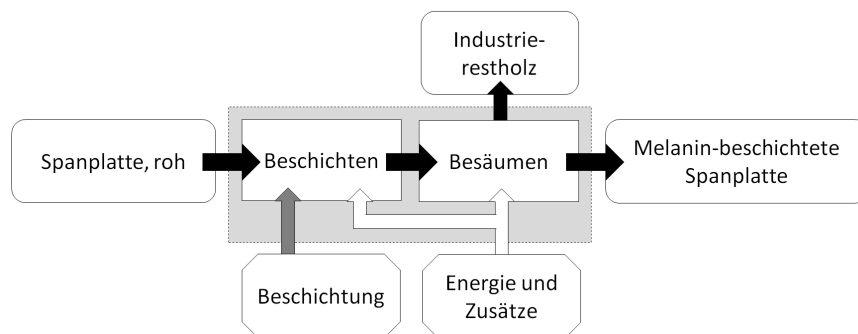 Industrie-
restholz
Spanplatte, roh
Beschichten
Besäumen
Melanin-beschichtete
Spanplatte
Beschichtung
Energie und
Zusätze